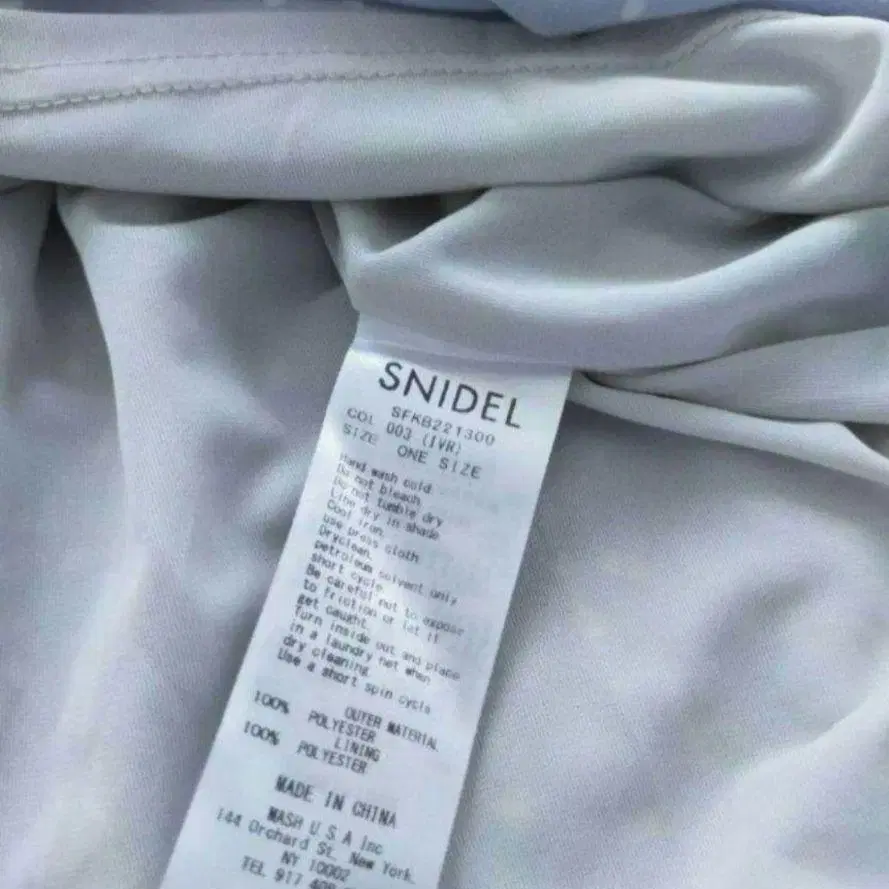 SNIDEL
SFKB221300
COL 003 (IVR)
SIZE ONE SIZE
Hand wash cold
Do not bleach
Do not tumble dry
Line dry in shade
Cool iron.
use press cloth
Dryclean.
petroleum solvent only
short cycle.
Be careful not to expose
to friction or let it
get caught.
Turn inside out and place
in a laundry net when
dry cleaning.
Use a short spin cycle
OUTER MATERIAL
100% POLYESTER
LINING
100% POLYESTER
MADE IN CHINA
MASH U S A Inc
144 Orchard St. New York.
NY 10002
TEL 917